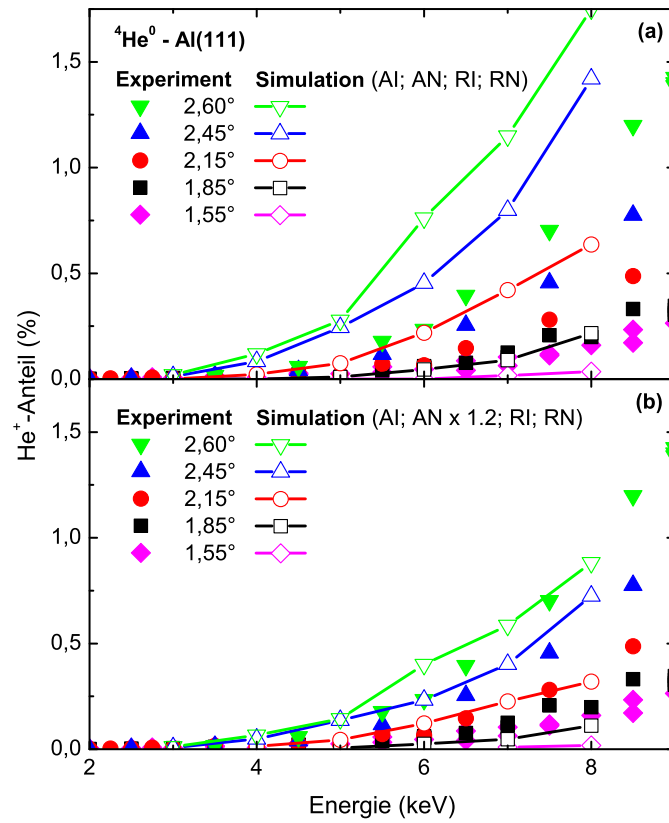 ⁴He⁰ - Al(111)
(a)
Experiment Simulation (AI; AN; RI; RN)
2,60°
2,45°
2,15°
1,85°
1,55°
1,5
1,0
0,5
0,0
(b)
Experiment Simulation (AI; AN x 1.2; RI; RN)
2,60°
2,45°
2,15°
1,85°
1,55°
1,5
1,0
0,5
0,0
He⁺-Anteil (%)
2 4 6 8
Energie (keV)